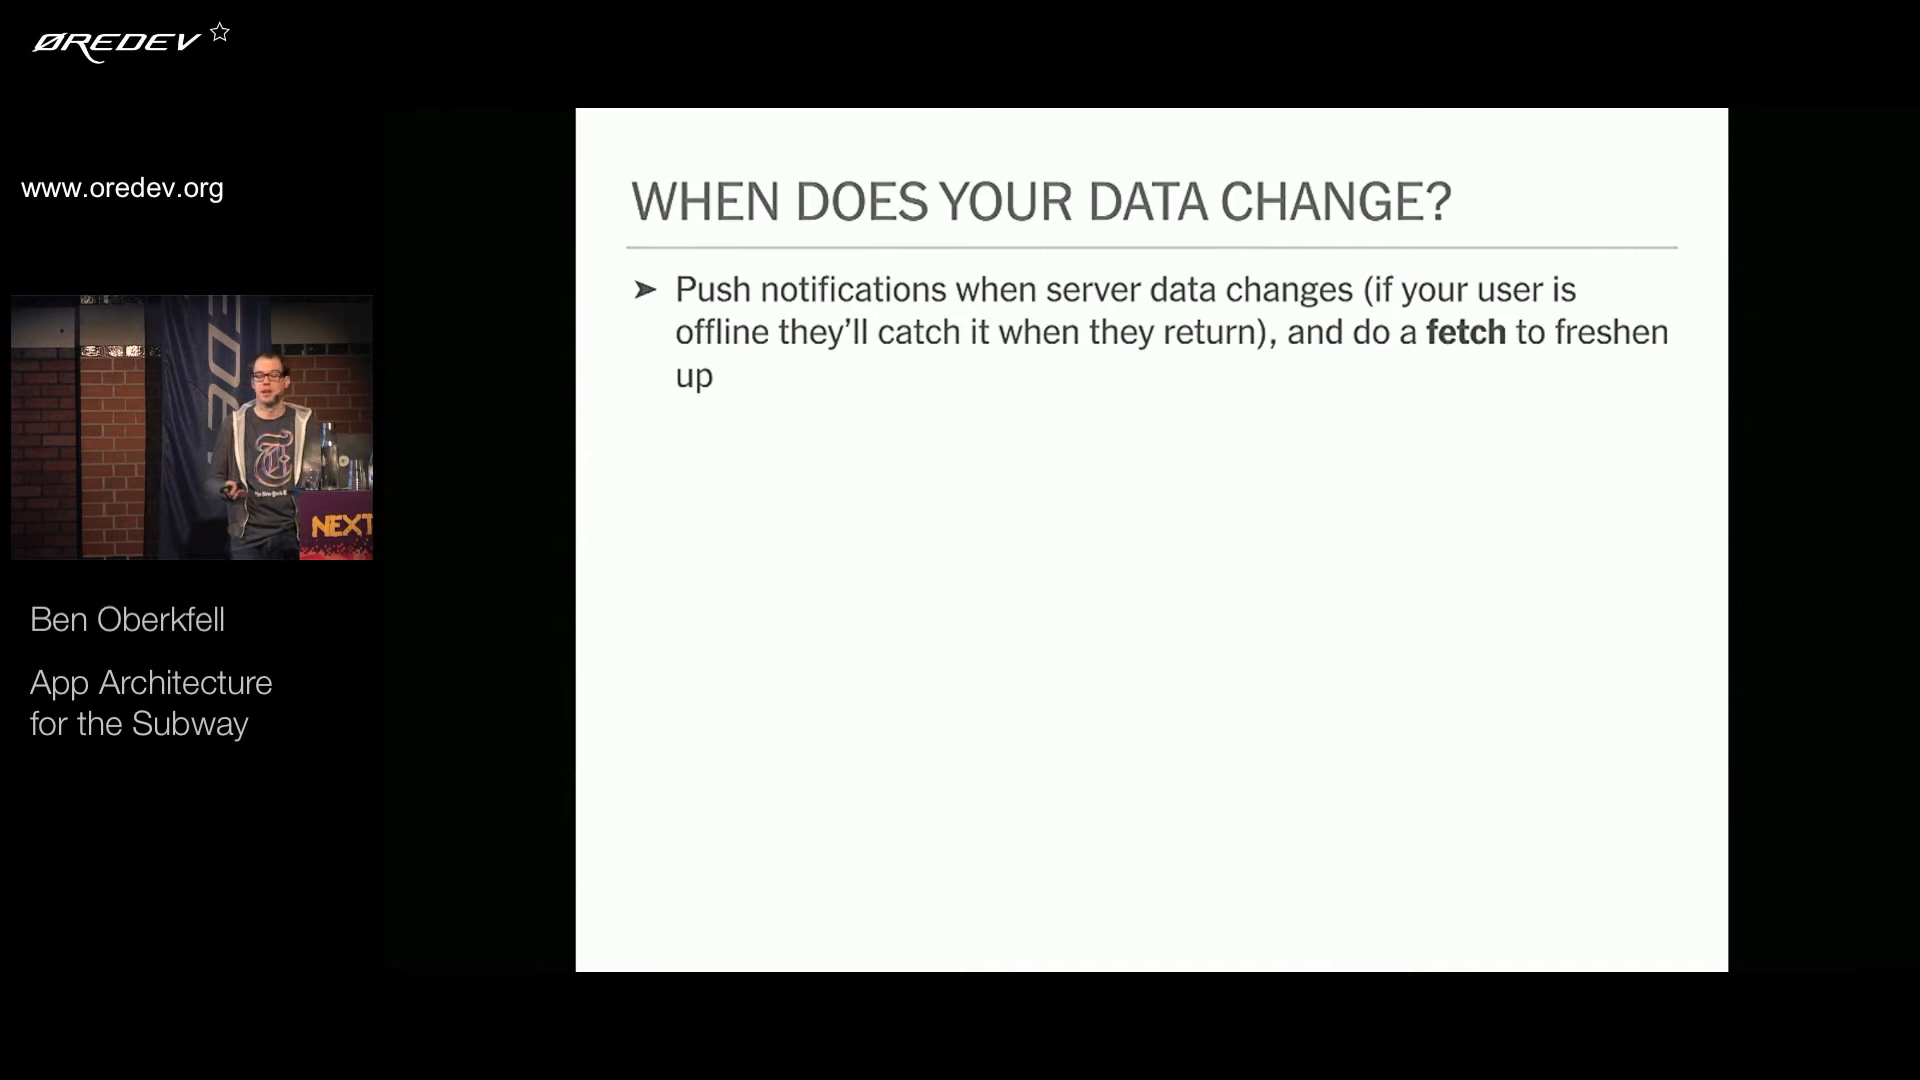 ØREDEV
www.oredev.org
NEXT
Ben Oberkfell
App Architecture
for the Subway
WHEN DOES YOUR DATA CHANGE?
➤ Push notifications when server data changes (if your user is
offline they’ll catch it when they return), and do a fetch to freshen
up